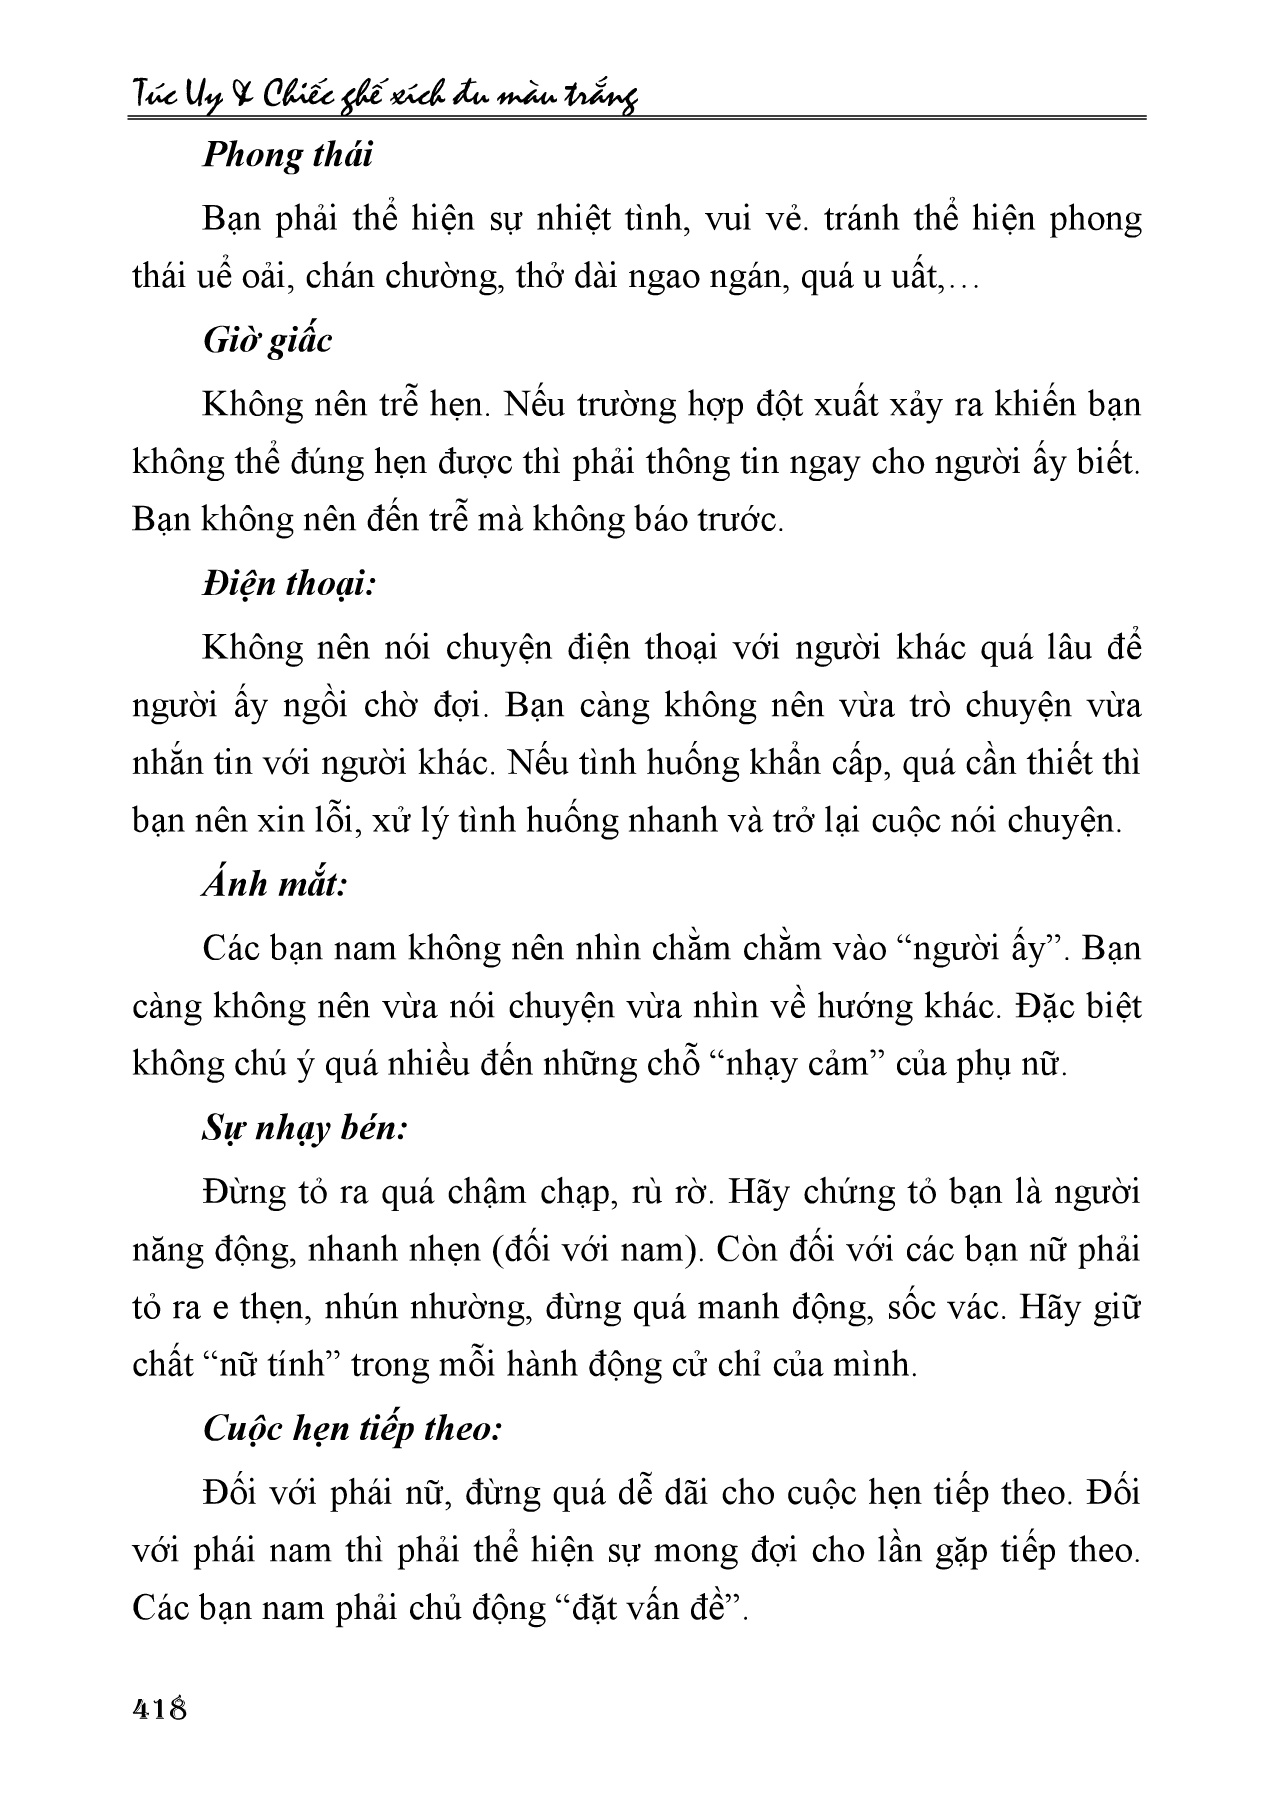 Túc Uy & Chiếc ghế xích đu màu trắng
Phong thái
Bạn phải thể hiện sự nhiệt tình, vui vẻ. tránh thể hiện phong
thái uể oải, chán chường, thở dài ngao ngán, quá u uất,…
Giờ giấc
Không nên trễ hẹn. Nếu trường hợp đột xuất xảy ra khiến bạn
không thể đúng hẹn được thì phải thông tin ngay cho người ấy biết.
Bạn không nên đến trễ mà không báo trước.
Điện thoại:
Không nên nói chuyện điện thoại với người khác quá lâu để
người ấy ngồi chờ đợi. Bạn càng không nên vừa trò chuyện vừa
nhắn tin với người khác. Nếu tình huống khẩn cấp, quá cần thiết thì
bạn nên xin lỗi, xử lý tình huống nhanh và trở lại cuộc nói chuyện.
Ánh mắt:
Các bạn nam không nên nhìn chằm chằm vào “người ấy”. Bạn
càng không nên vừa nói chuyện vừa nhìn về hướng khác. Đặc biệt
không chú ý quá nhiều đến những chỗ “nhạy cảm” của phụ nữ.
Sự nhạy bén:
Đừng tỏ ra quá chậm chạp, rù rờ. Hãy chứng tỏ bạn là người
năng động, nhanh nhẹn (đối với nam). Còn đối với các bạn nữ phải
tỏ ra e thẹn, nhún nhường, đừng quá manh động, sốc vác. Hãy giữ
chất “nữ tính” trong mỗi hành động cử chỉ của mình.
Cuộc hẹn tiếp theo:
Đối với phái nữ, đừng quá dễ dãi cho cuộc hẹn tiếp theo. Đối
với phái nam thì phải thể hiện sự mong đợi cho lần gặp tiếp theo.
Các bạn nam phải chủ động “đặt vấn đề”.
418